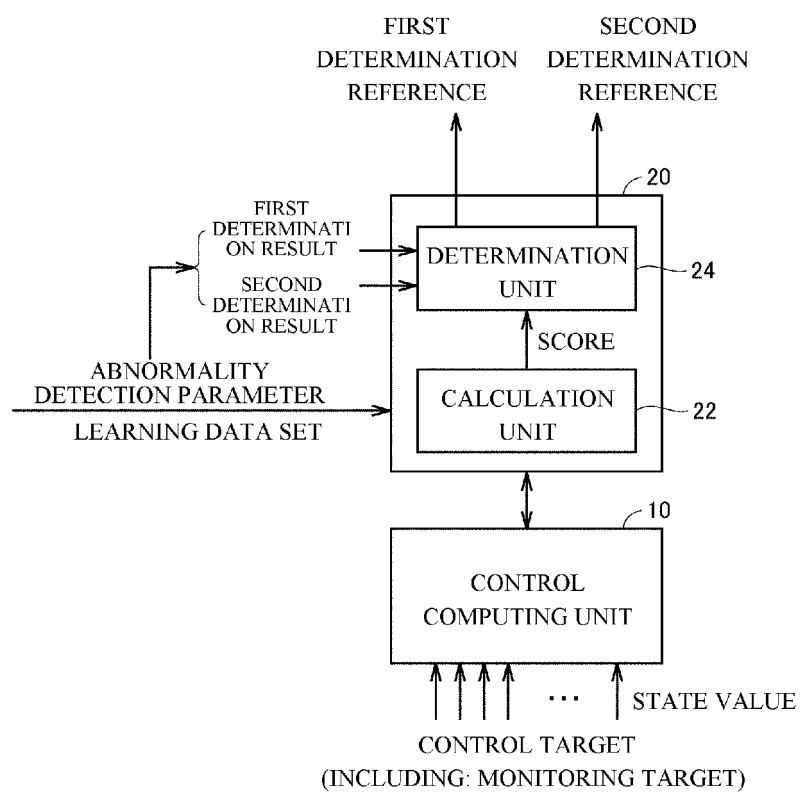 FIRST
DETERMINATION
REFERENCE
SECOND
DETERMINATION
REFERENCE
20
FIRST
DETERMINATI
ON RESULT
SECOND
DETERMINATI
ON RESULT
DETERMINATION
UNIT
24
SCORE
ABNORMALITY
DETECTION PARAMETER
LEARNING DATA SET
CALCULATION
UNIT
22
10
CONTROL
COMPUTING UNIT
...
STATE VALUE
CONTROL TARGET
(INCLUDING: MONITORING TARGET)